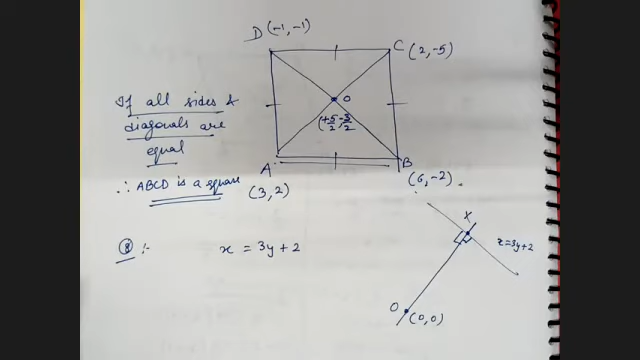 D (-1, -1)
C (2, -5)
If all sides &
diagonals are
equal
∴ ABCD is a square
O
(+5/2, -3/2)
A
(3, 2)
B
(6, -2)
⑧ :-
x = 3y + 2
X
x = 3y + 2
O
(0, 0)